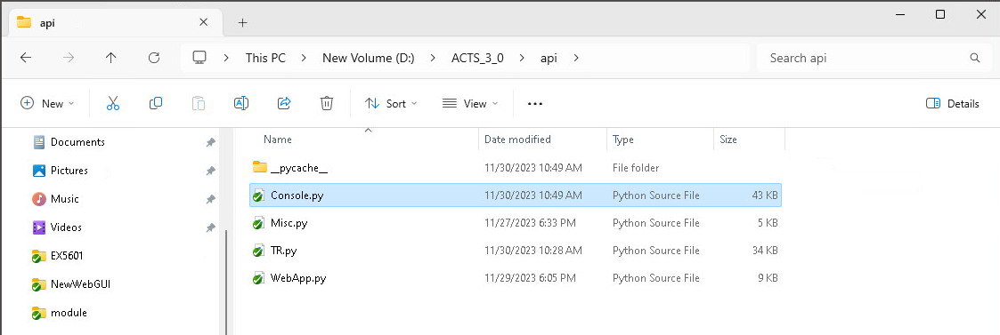 api
This PC > New Volume (D:) > ACTS_3_0 > api >
Search api
New
Sort
View
Details
Documents
Pictures
Music
Videos
EX5601
NewWebGUI
module
Name Date modified Type Size
__pycache__ 11/30/2023 10:49 AM File folder
Console.py 11/30/2023 10:49 AM Python Source File 43 KB
Misc.py 11/27/2023 6:33 PM Python Source File 5 KB
TR.py 11/30/2023 10:28 AM Python Source File 34 KB
WebApp.py 11/29/2023 6:05 PM Python Source File 9 KB